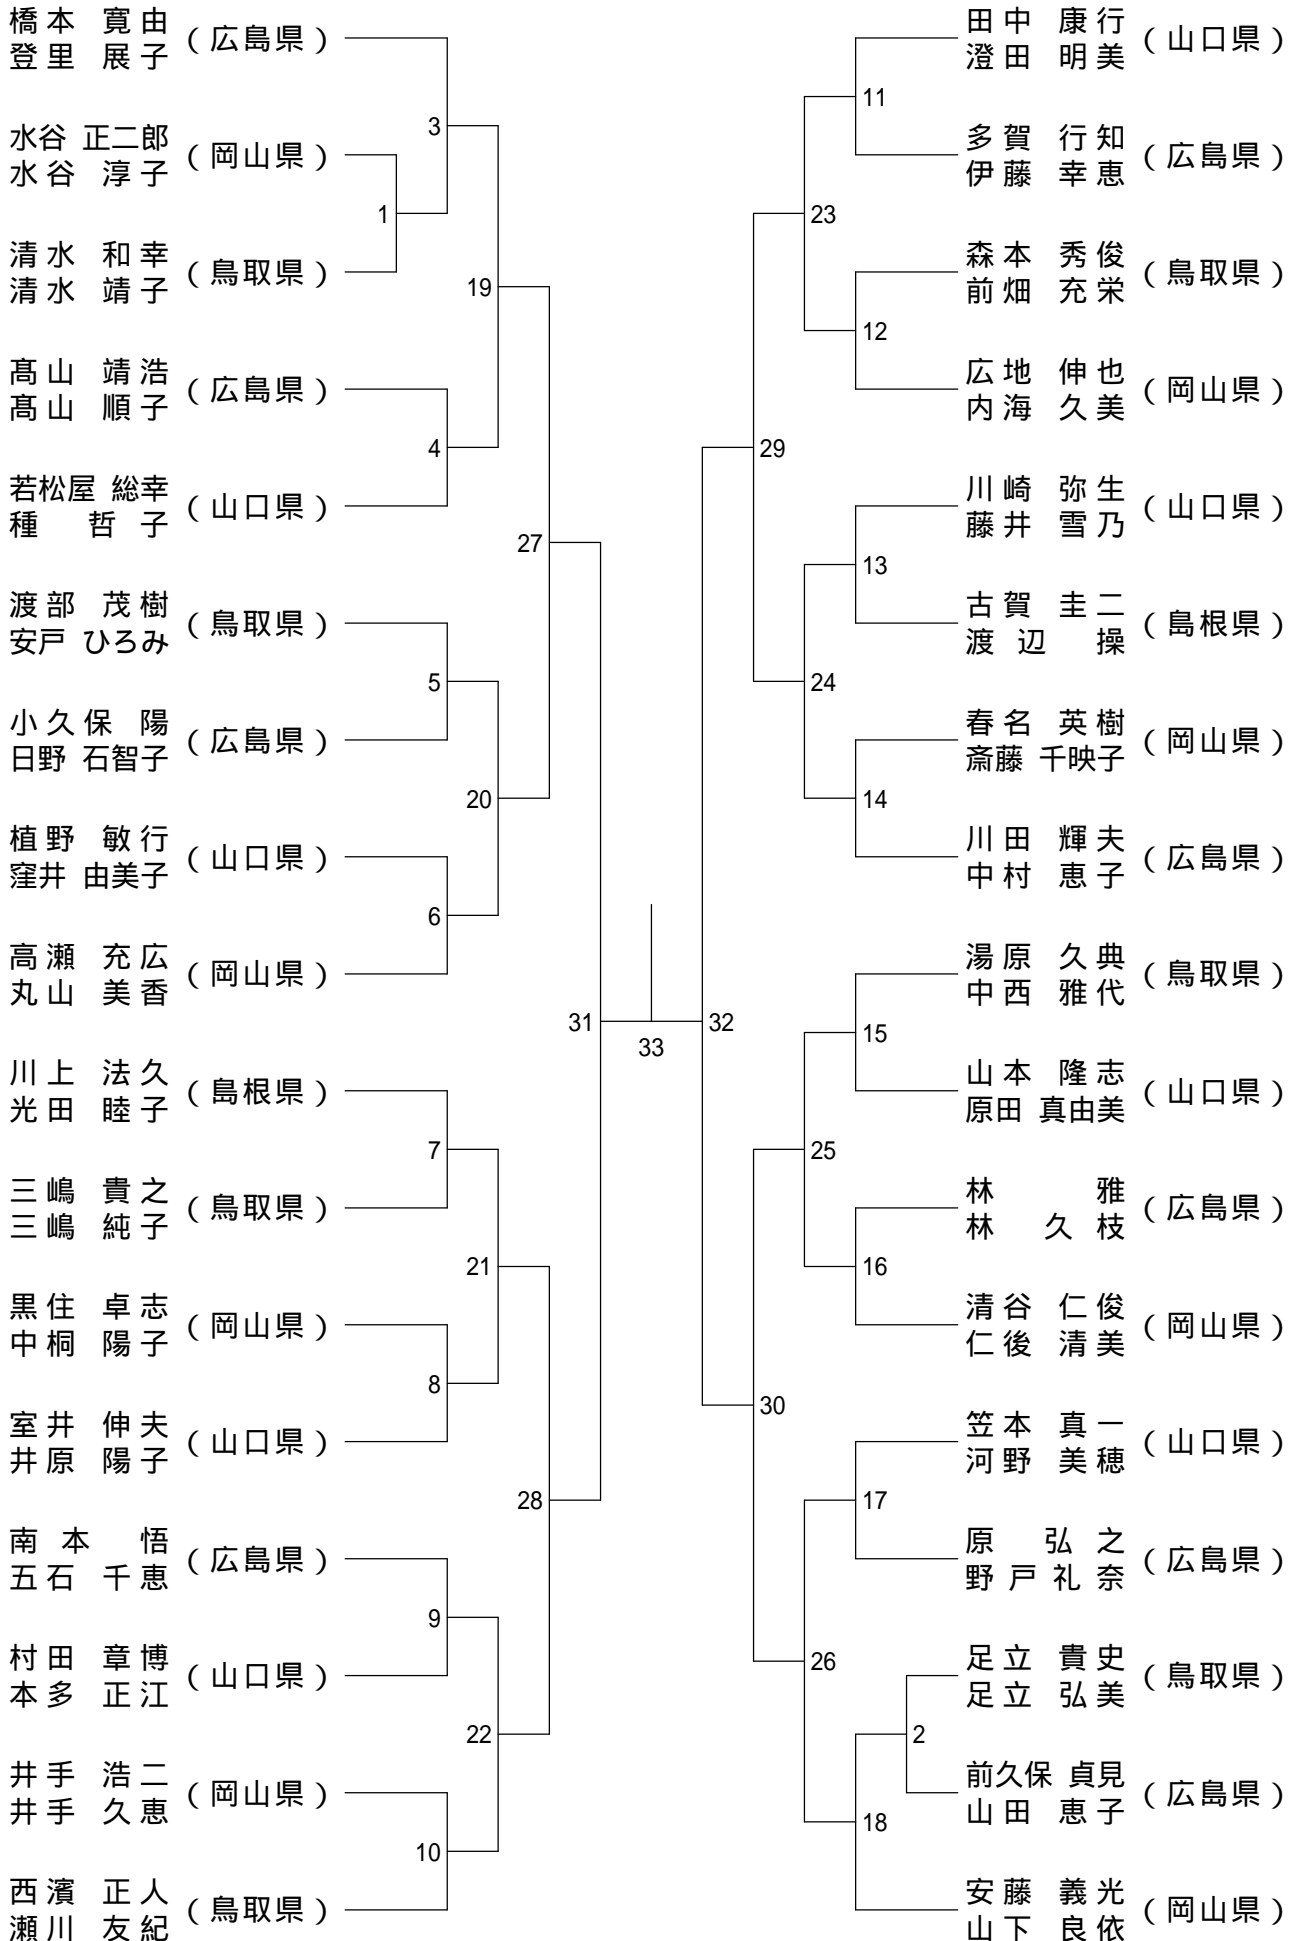 橋本 寛由
登里 展子
(広島県)
水谷 正二郎
水谷 淳子
(岡山県)
清水 和幸
清水 靖子
(鳥取県)
髙山 靖浩
髙山 順子
(広島県)
若松屋 総幸
種 哲子
(山口県)
渡部 茂樹
安戸 ひろみ
(鳥取県)
小久保 陽
日野 石智子
(広島県)
植野 敏行
窪井 由美子
(山口県)
高瀬 充広
丸山 美香
(岡山県)
川上 法久
光田 睦子
(島根県)
三嶋 貴之
三嶋 純子
(鳥取県)
黒住 卓志
中桐 陽子
(岡山県)
室井 伸夫
井原 陽子
(山口県)
南本 悟
五石 千恵
(広島県)
村田 章博
本多 正江
(山口県)
井手 浩二
井手 久恵
(岡山県)
西濱 正人
瀬川 友紀
(鳥取県)
1
3
4
5
6
7
8
9
10
19
20
21
22
27
28
31
33
32
29
30
23
24
25
26
11
12
13
14
15
16
17
2
18
田中 康行
澄田 明美
(山口県)
多賀 行知
伊藤 幸恵
(広島県)
森本 秀俊
前畑 充栄
(鳥取県)
広地 伸也
内海 久美
(岡山県)
川崎 弥生
藤井 雪乃
(山口県)
古賀 圭二
渡辺 操
(島根県)
春名 英樹
斎藤 千映子
(岡山県)
川田 輝夫
中村 恵子
(広島県)
湯原 久典
中西 雅代
(鳥取県)
山本 隆志
原田 真由美
(山口県)
林 雅
林 久枝
(広島県)
清谷 仁俊
仁後 清美
(岡山県)
笠本 真一
河野 美穂
(山口県)
原 弘之
野戸 礼奈
(広島県)
足立 貴史
足立 弘美
(鳥取県)
前久保 貞見
山田 恵子
(広島県)
安藤 義光
山下 良依
(岡山県)